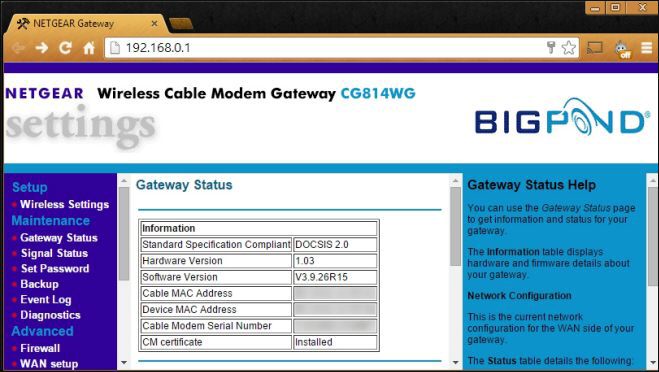 NETGEAR Gateway
192.168.0.1
off
NETGEAR Wireless Cable Modem Gateway CG814WG
settings
BIGPOND®
Setup
Wireless Settings
Maintenance
Gateway Status
Signal Status
Set Password
Backup
Event Log
Diagnostics
Advanced
Firewall
WAN setup
Gateway Status
Information
Standard Specification Compliant DOCSIS 2.0
Hardware Version 1.03
Software Version V3.9.26R15
Cable MAC Address
Device MAC Address
Cable Modem Serial Number
CM certificate Installed
Gateway Status Help
You can use the Gateway Status page
to get information and status for your
gateway.
The Information table displays
hardware and firmware details about
your gateway.
Network Configuration
This is the current network
configuration for the WAN side of your
gateway.
The Status table details the following: